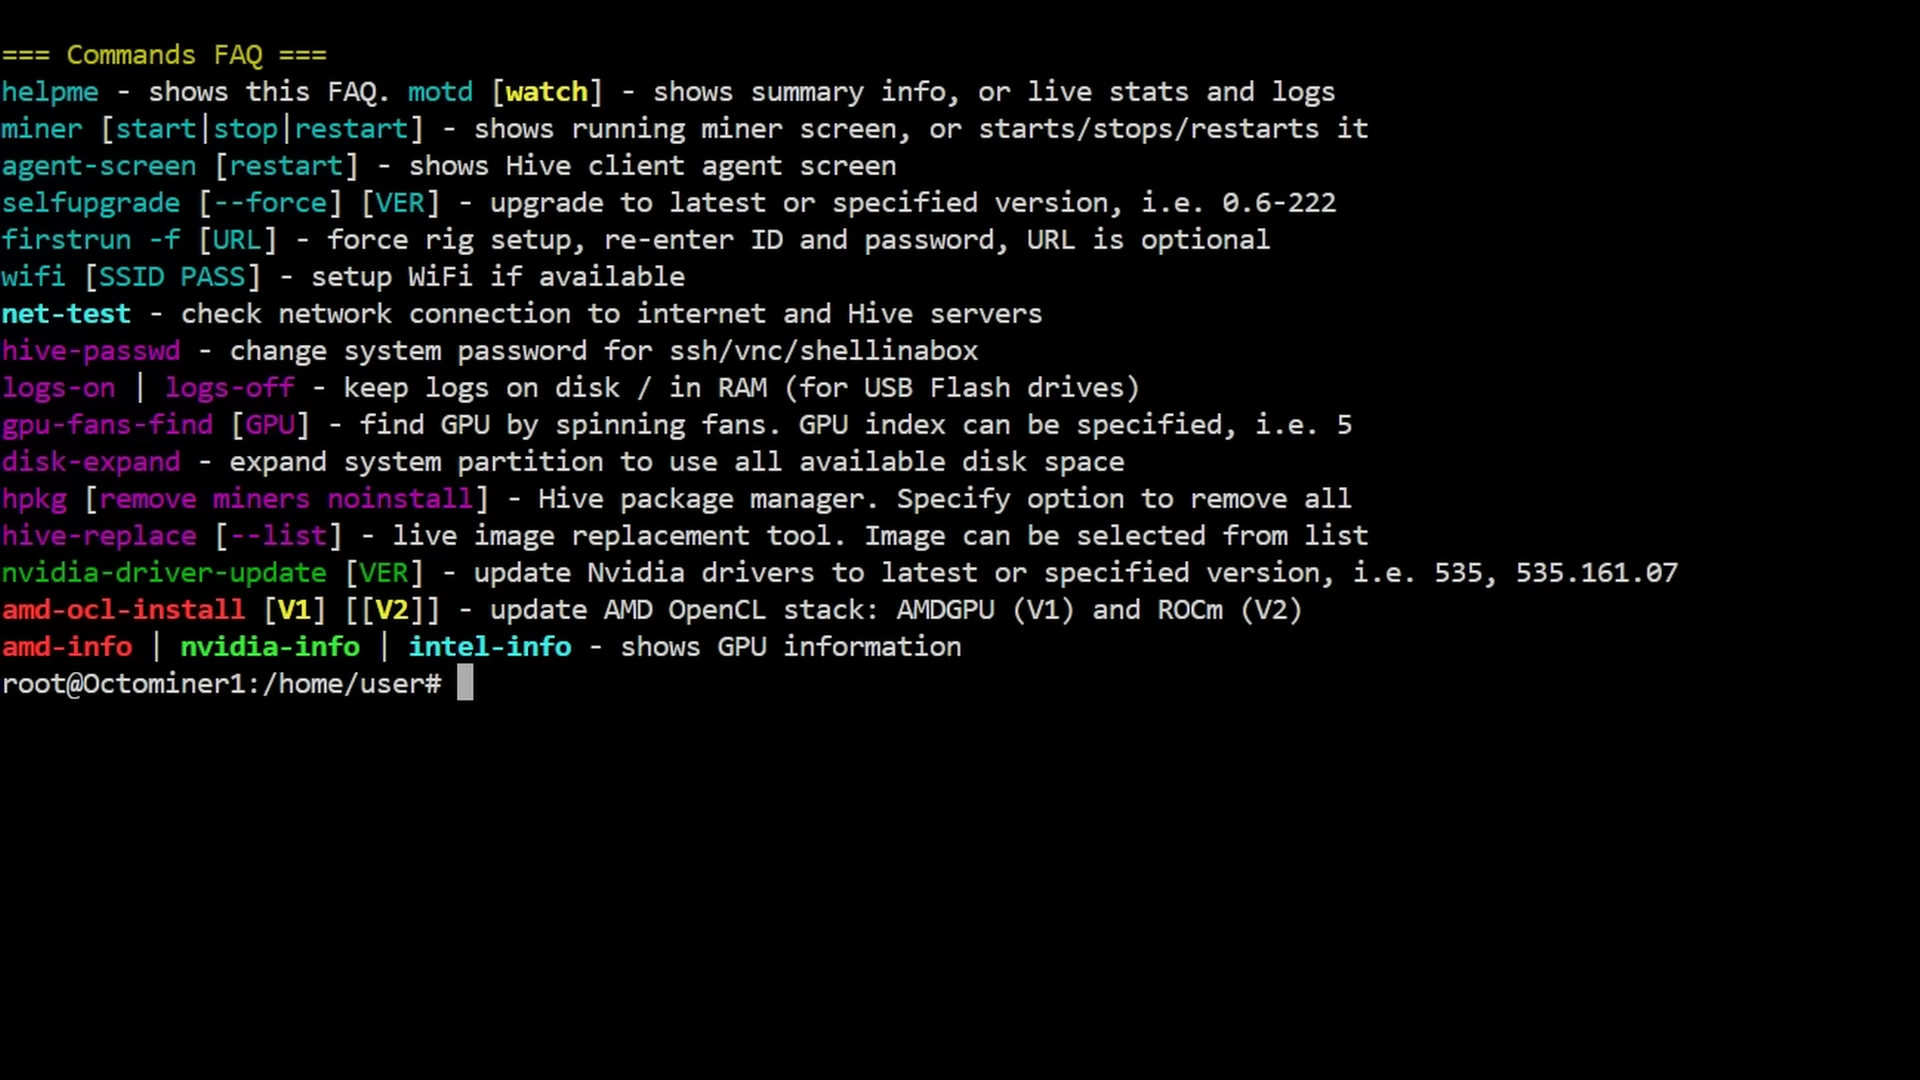 === Commands FAQ ===
helpme - shows this FAQ. motd [watch] - shows summary info, or live stats and logs
miner [start|stop|restart] - shows running miner screen, or starts/stops/restarts it
agent-screen [restart] - shows Hive client agent screen
selfupgrade [--force] [VER] - upgrade to latest or specified version, i.e. 0.6-222
firstrun -f [URL] - force rig setup, re-enter ID and password, URL is optional
wifi [SSID PASS] - setup WiFi if available
net-test - check network connection to internet and Hive servers
hive-passwd - change system password for ssh/vnc/shellinabox
logs-on | logs-off - keep logs on disk / in RAM (for USB Flash drives)
gpu-fans-find [GPU] - find GPU by spinning fans. GPU index can be specified, i.e. 5
disk-expand - expand system partition to use all available disk space
hpkg [remove miners noinstall] - Hive package manager. Specify option to remove all
hive-replace [--list] - live image replacement tool. Image can be selected from list
nvidia-driver-update [VER] - update Nvidia drivers to latest or specified version, i.e. 535, 535.161.07
amd-ocl-install [V1] [[V2]] - update AMD OpenCL stack: AMDGPU (V1) and ROCm (V2)
amd-info | nvidia-info | intel-info - shows GPU information
root@Octominer1:/home/user#